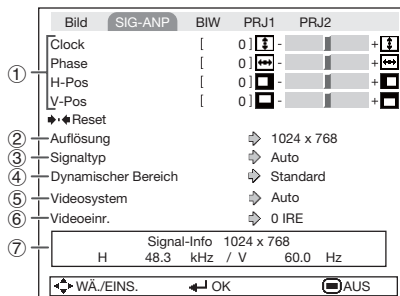 Bild SIG-ANP BIW PRJ1 PRJ2
① Clock [ 0 ] - +
Phase [ 0 ] - +
H-Pos [ 0 ] - +
V-Pos [ 0 ] - +
Reset
② Auflösung 1024 x 768
③ Signaltyp Auto
④ Dynamischer Bereich Standard
⑤ Videosystem Auto
⑥ Videoeinr. 0 IRE
⑦ Signal-Info 1024 x 768
H 48.3 kHz / V 60.0 Hz
WÄ./EINS. OK AUS